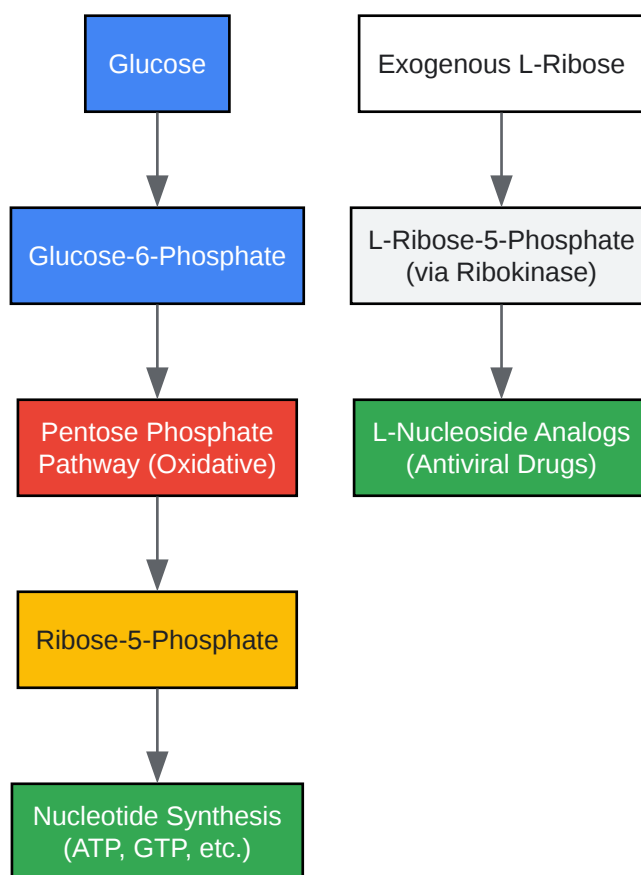 Glucose
Glucose-6-Phosphate
Pentose Phosphate
Pathway (Oxidative)
Ribose-5-Phosphate
Nucleotide Synthesis
(ATP, GTP, etc.)
Exogenous L-Ribose
L-Ribose-5-Phosphate
(via Ribokinase)
L-Nucleoside Analogs
(Antiviral Drugs)